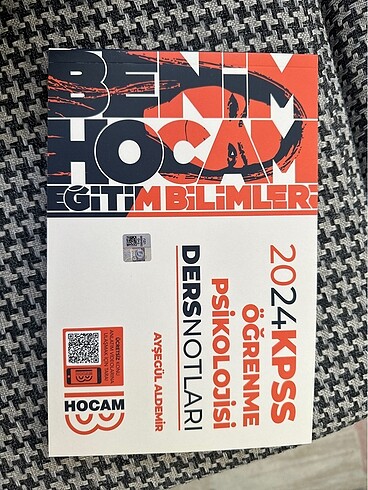 BENİM
HOCAM
EĞİTİM BİLİMLERİ
2024 KPSS
ÖĞRENME
PSİKOLOJİSİ
DERS NOTLARI
AYŞEGÜL ALDEMİR
HOCAM